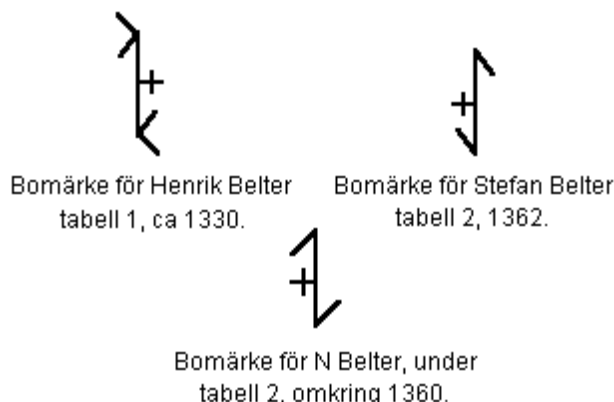 Bomärke för Henrik Belter
tabell 1, ca 1330.
Bomärke för Stefan Belter
tabell 2, 1362.
Bomärke för N Belter, under
tabell 2, omkring 1360.